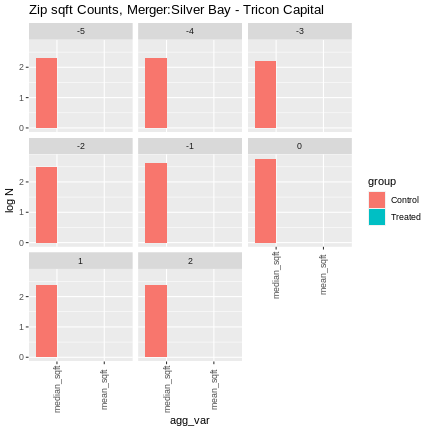 Zip sqft Counts, Merger:Silver Bay - Tricon Capital
-5 -4 -3
2
1
0
-2 -1 0
2
1
0
1 2
2
1
0
log N
median_sqft mean_sqft median_sqft mean_sqft median_sqft mean_sqft
agg_var
group
Control
Treated